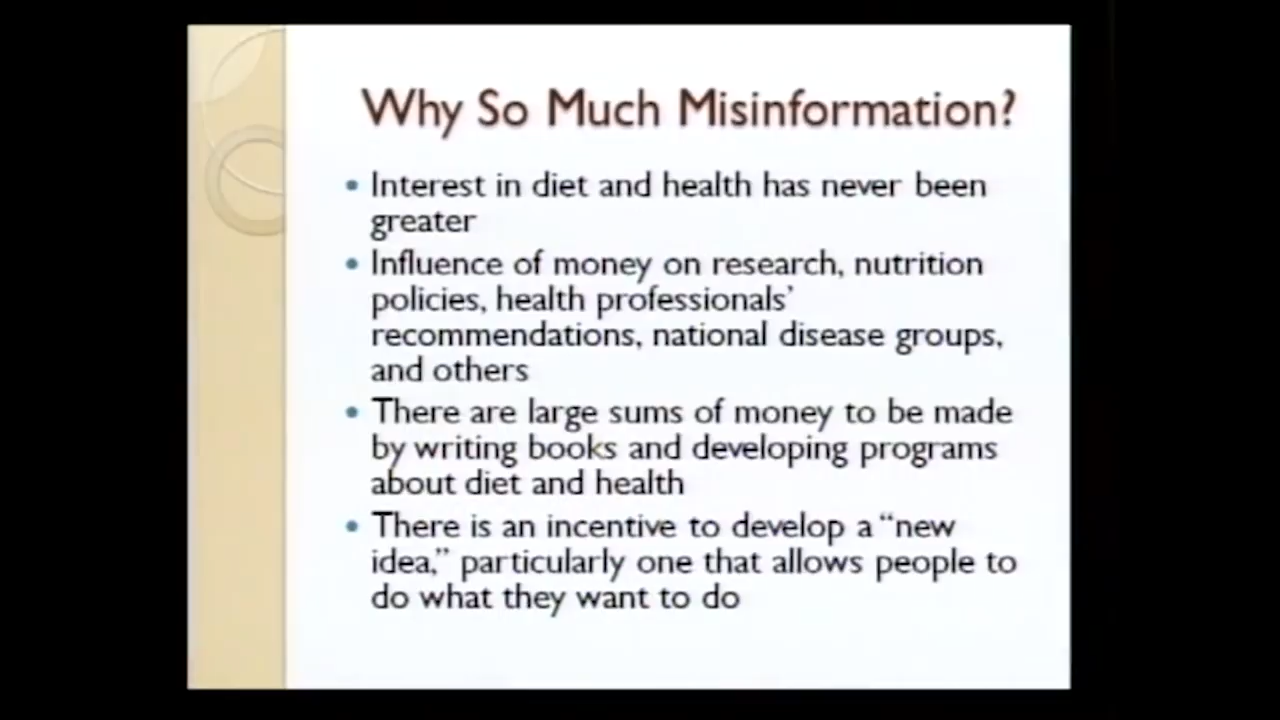 Why So Much Misinformation?
• Interest in diet and health has never been
greater
• Influence of money on research, nutrition
policies, health professionals’
recommendations, national disease groups,
and others
• There are large sums of money to be made
by writing books and developing programs
about diet and health
• There is an incentive to develop a “new
idea,” particularly one that allows people to
do what they want to do